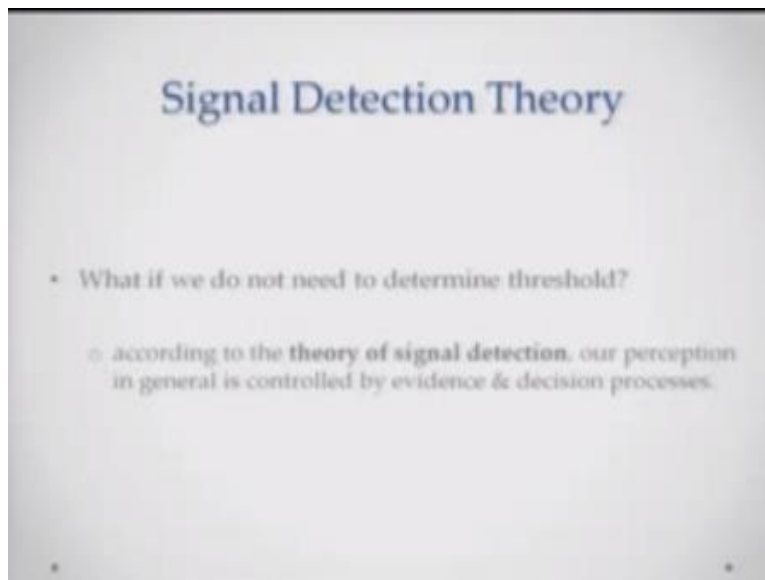 Signal Detection Theory
• What if we do not need to determine threshold?
o according to the theory of signal detection, our perception
in general is controlled by evidence & decision processes.